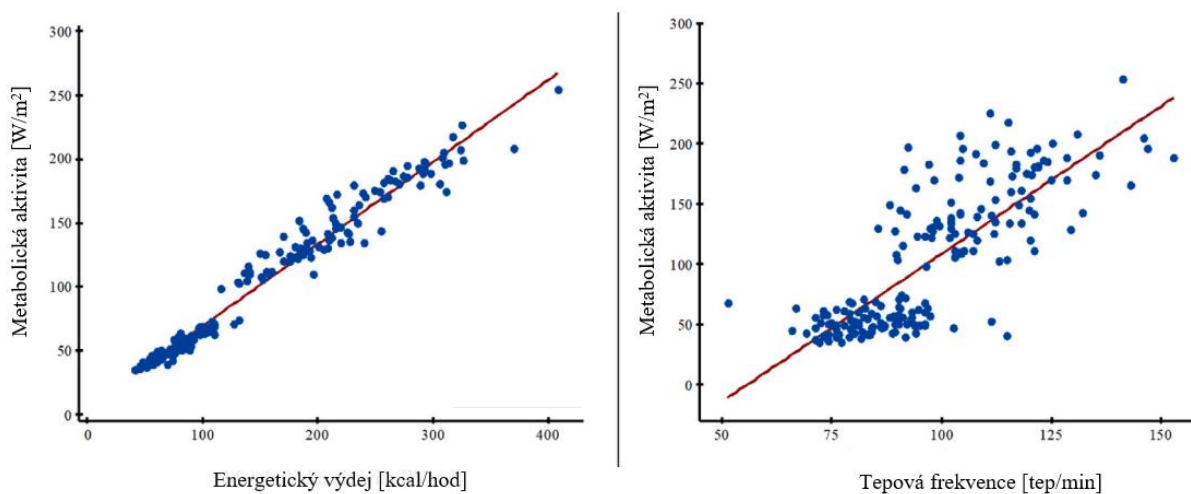 Metabolická aktivita [W/m²]
300
250
200
150
100
50
0
0 100 200 300 400
Energetický výdej [kcal/hod]
Metabolická aktivita [W/m²]
300
250
200
150
100
50
0
50 75 100 125 150
Tepová frekvence [tep/min]